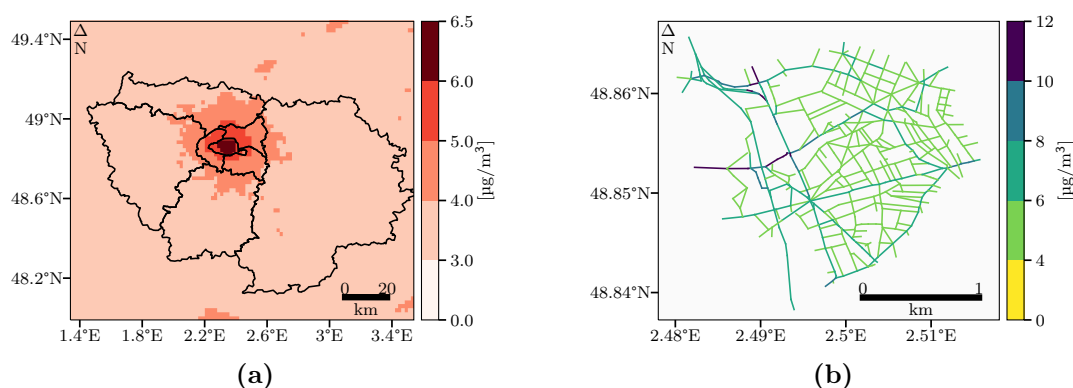 Δ
N
49.4°N
49°N
48.6°N
48.2°N
1.4°E 1.8°E 2.2°E 2.6°E 3°E 3.4°E
0 20
km
6.5
6.0
5.0
4.0
3.0
0.0
[µg/m³]
(a)
Δ
N
48.86°N
48.85°N
48.84°N
2.48°E 2.49°E 2.5°E 2.51°E
0 1
km
12
10
8
6
4
0
[µg/m³]
(b)